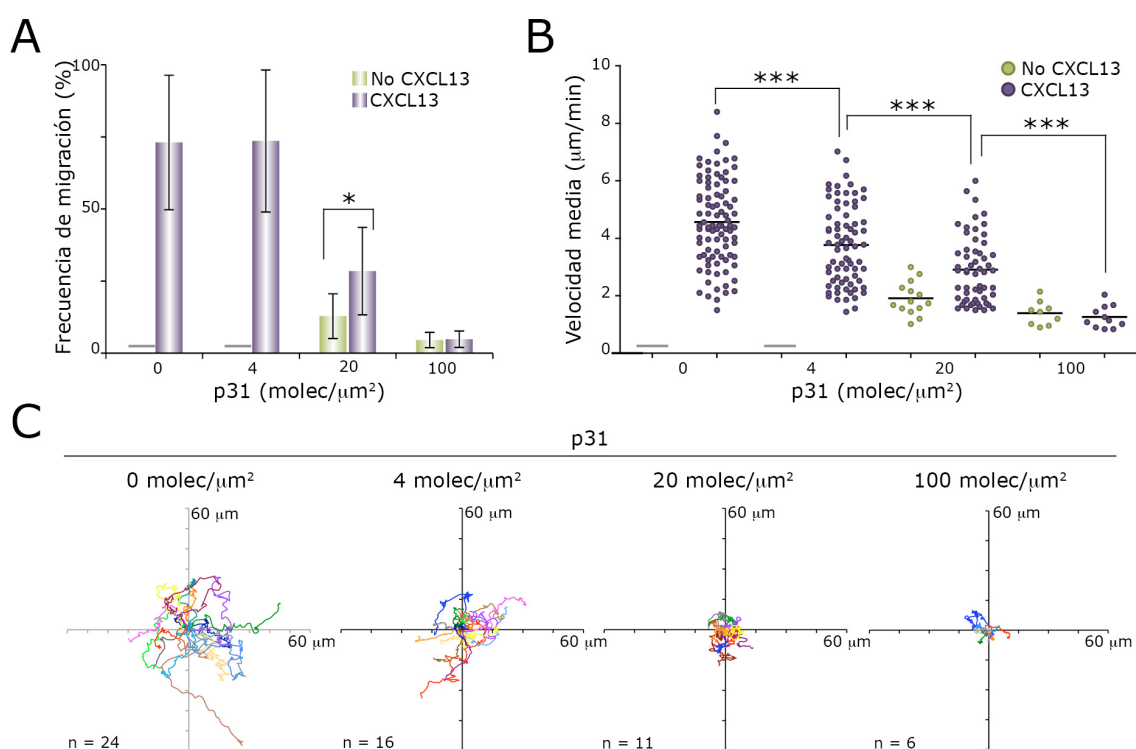 A
Frecuencia de migración (%)
100
50
0
No CXCL13
CXCL13
*
0 4 20 100
p31 (molec/μm²)
B
Velocidad media (μm/min)
10
8
6
4
2
0
No CXCL13
CXCL13
*** *** ***
0 4 20 100
p31 (molec/μm²)
C
p31
0 molec/μm² 4 molec/μm² 20 molec/μm² 100 molec/μm²
60 μm 60 μm 60 μm 60 μm
60 μm 60 μm 60 μm 60 μm
n = 24 n = 16 n = 11 n = 6